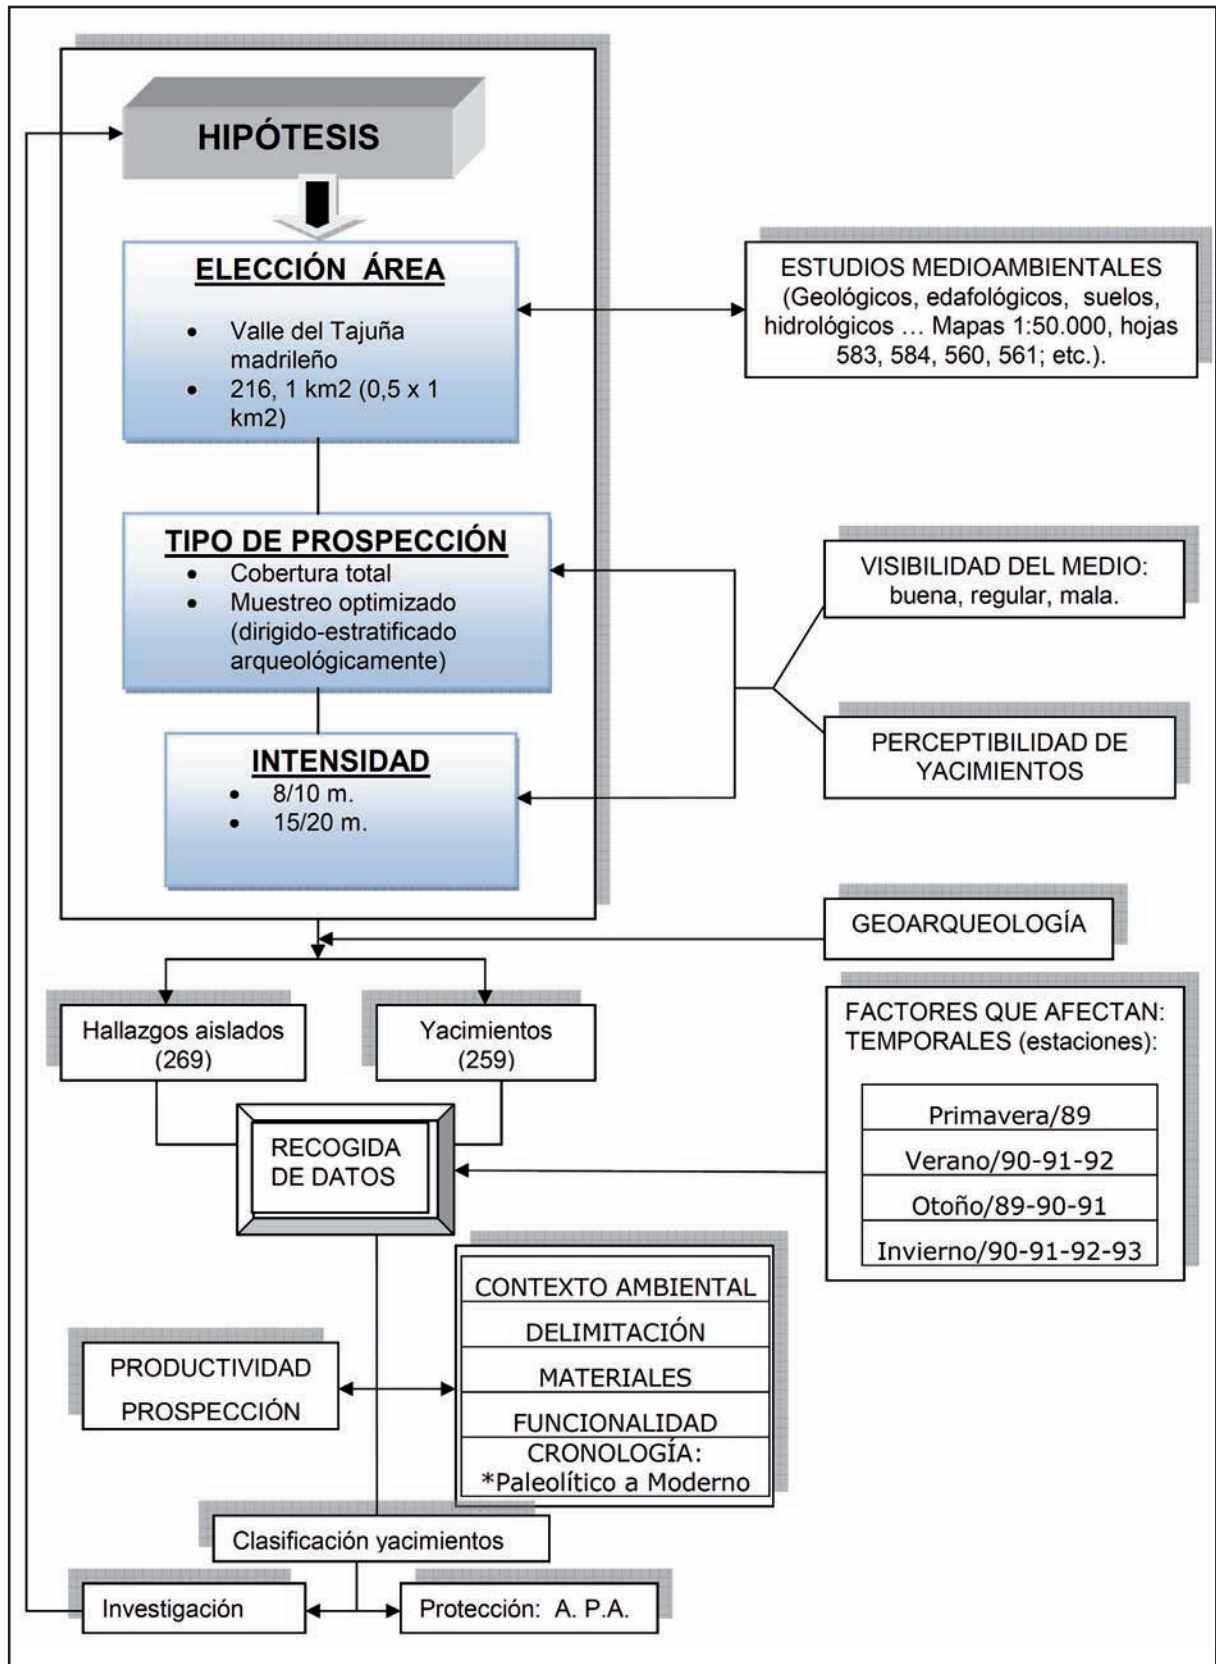 HIPÓTESIS
ELECCIÓN ÁREA
• Valle del Tajuña
madrileño
• 216, 1 km2 (0,5 x 1
km2)
ESTUDIOS MEDIOAMBIENTALES
(Geológicos, edafológicos, suelos,
hidrológicos … Mapas 1:50.000, hojas
583, 584, 560, 561; etc.).
TIPO DE PROSPECCIÓN
• Cobertura total
• Muestreo optimizado
(dirigido-estratificado
arqueológicamente)
VISIBILIDAD DEL MEDIO:
buena, regular, mala.
PERCEPTIBILIDAD DE
YACIMIENTOS
INTENSIDAD
• 8/10 m.
• 15/20 m.
GEOARQUEOLOGÍA
Hallazgos aislados
(269)
Yacimientos
(259)
FACTORES QUE AFECTAN:
TEMPORALES (estaciones):
Primavera/89
Verano/90-91-92
Otoño/89-90-91
Invierno/90-91-92-93
RECOGIDA
DE DATOS
CONTEXTO AMBIENTAL
DELIMITACIÓN
MATERIALES
FUNCIONALIDAD
CRONOLOGÍA:
*Paleolítico a Moderno
PRODUCTIVIDAD
PROSPECCIÓN
Clasificación yacimientos
Investigación
Protección: A. P.A.